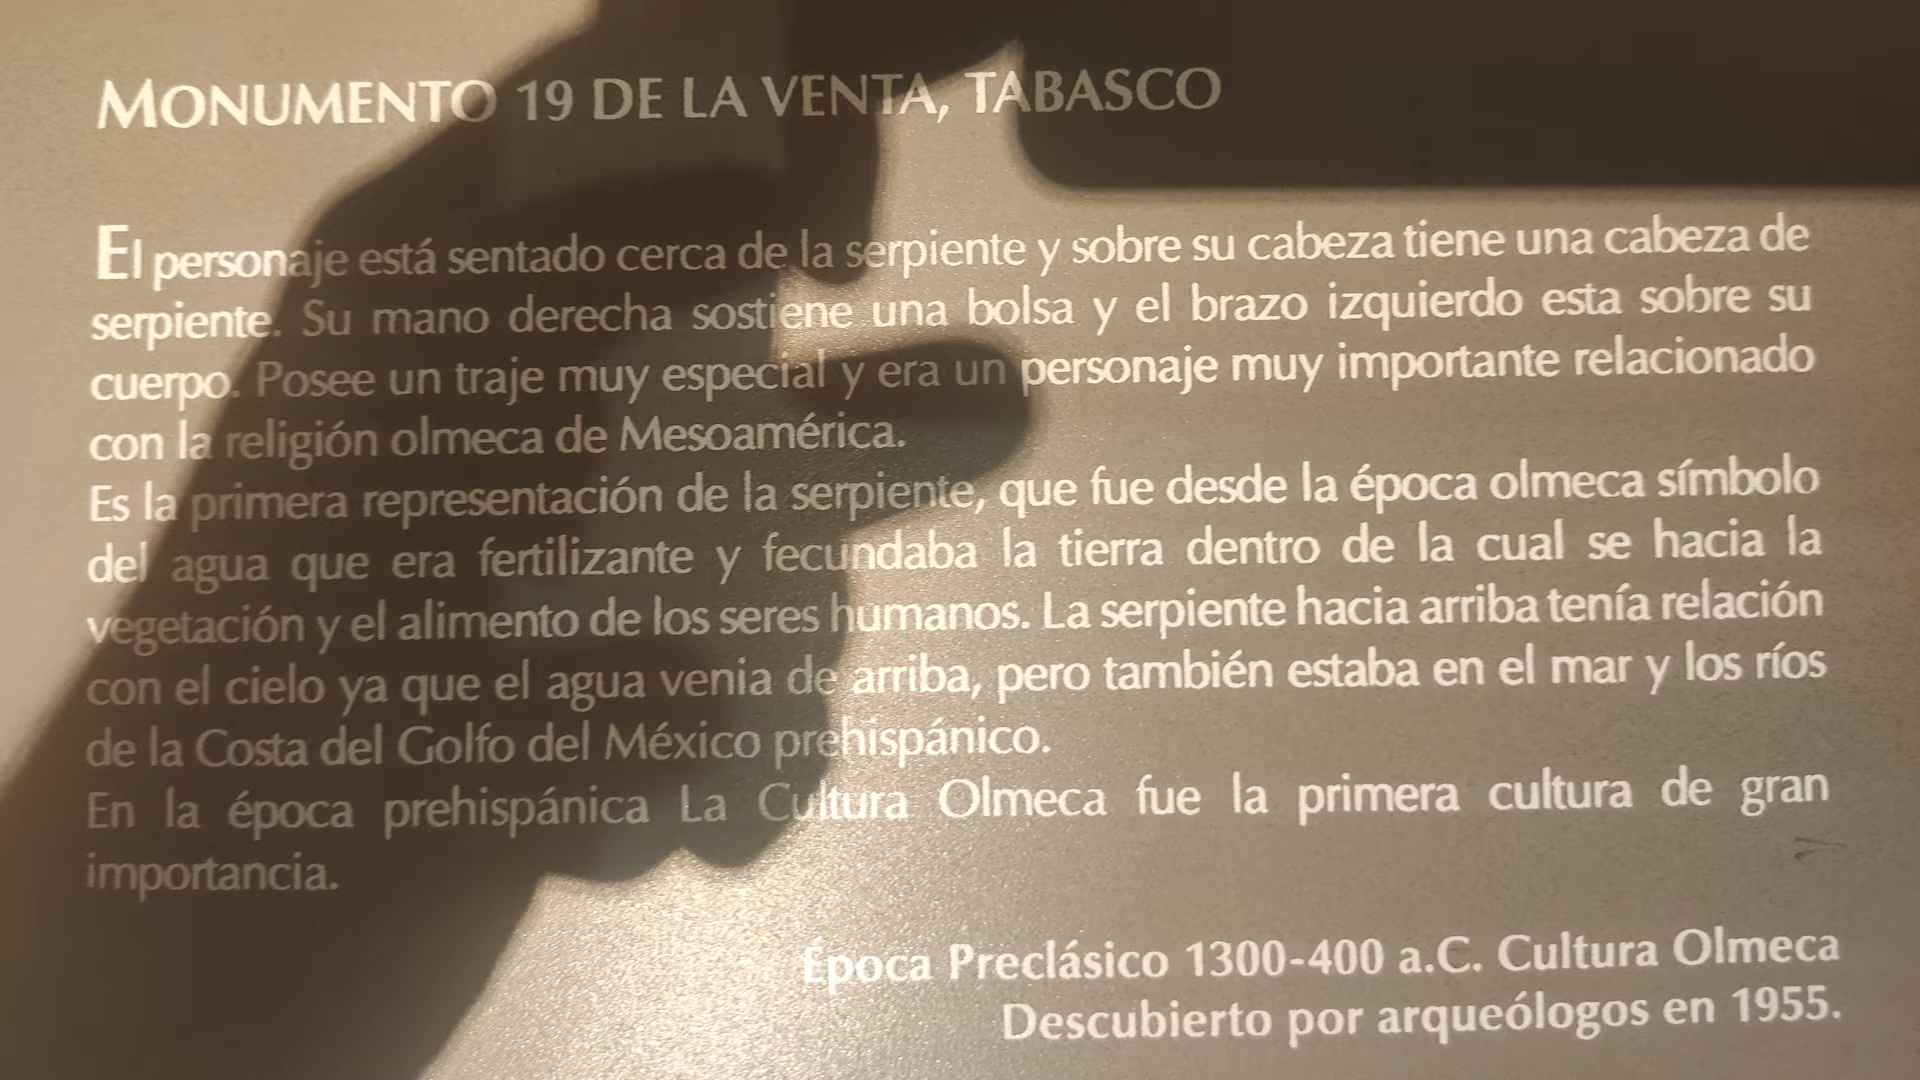 MONUMENTO 19 DE LA VENTA, TABASCO
El personaje está sentado cerca de la serpiente y sobre su cabeza tiene una cabeza de
serpiente. Su mano derecha sostiene una bolsa y el brazo izquierdo esta sobre su
cuerpo. Posee un traje muy especial y era un personaje muy importante relacionado
con la religión olmeca de Mesoamérica.
Es la primera representación de la serpiente, que fue desde la época olmeca símbolo
del agua que era fertilizante y fecundaba la tierra dentro de la cual se hacia la
vegetación y el alimento de los seres humanos. La serpiente hacia arriba tenía relación
con el cielo ya que el agua venia de arriba, pero también estaba en el mar y los ríos
de la Costa del Golfo del México prehispánico.
En la época prehispánica La Cultura Olmeca fue la primera cultura de gran
importancia.
Época Preclásico 1300-400 a.C. Cultura Olmeca
Descubierto por arqueólogos en 1955.